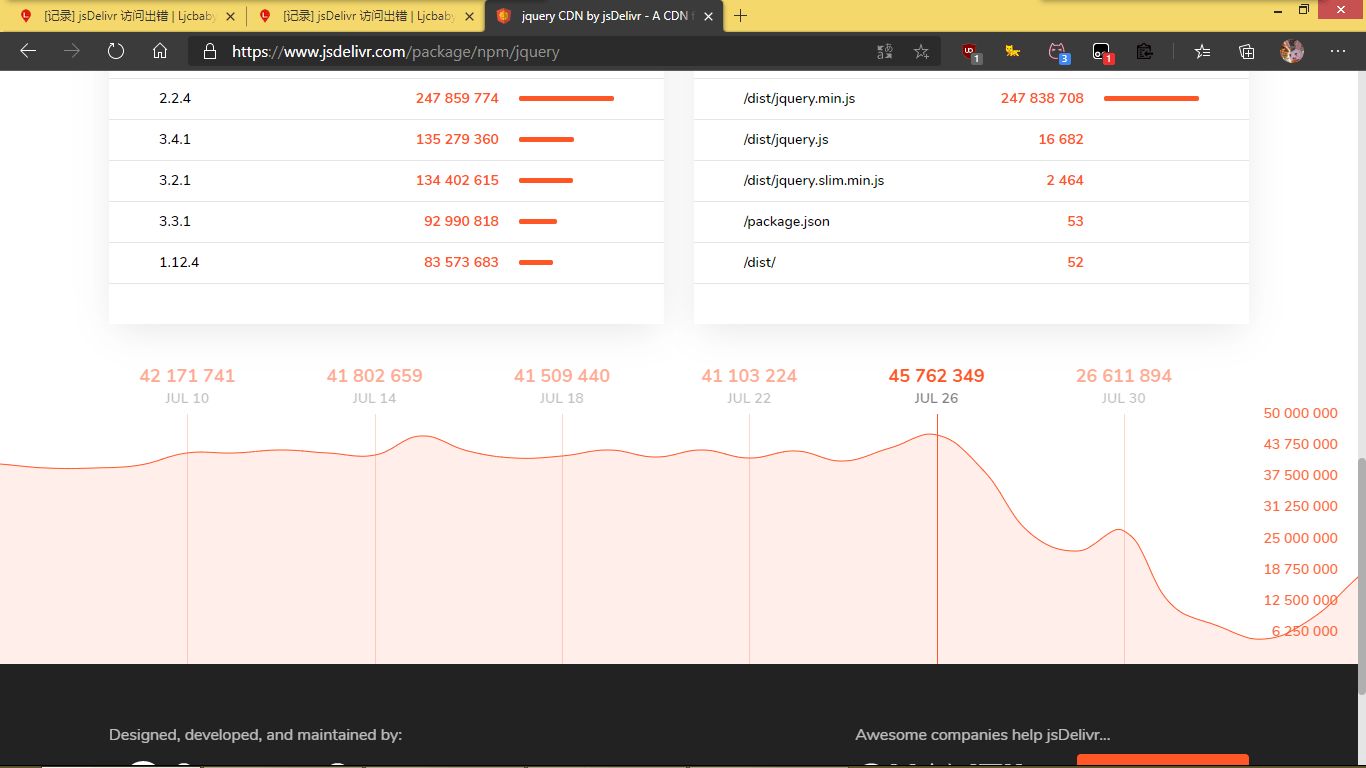 [记录] jsDelivr 访问出错 | Ljcbaby
[记录] jsDelivr 访问出错 | Ljcbaby
jquery CDN by jsDelivr - A CDN
https://www.jsdelivr.com/package/npm/jquery
1
3
1
2.2.4 247 859 774
3.4.1 135 279 360
3.2.1 134 402 615
3.3.1 92 990 818
1.12.4 83 573 683
/dist/jquery.min.js 247 838 708
/dist/jquery.js 16 682
/dist/jquery.slim.min.js 2 464
/package.json 53
/dist/ 52
42 171 741 41 802 659 41 509 440 41 103 224 45 762 349 26 611 894
JUL 10 JUL 14 JUL 18 JUL 22 JUL 26 JUL 30
50 000 000
43 750 000
37 500 000
31 250 000
25 000 000
18 750 000
12 500 000
6 250 000
Designed, developed, and maintained by:
Awesome companies help jsDelivr...